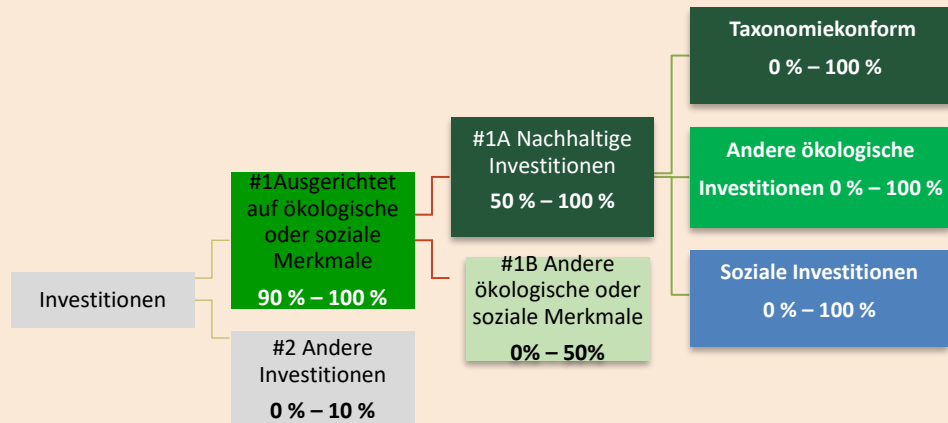 Investitionen
#1Ausgerichtet
auf ökologische
oder soziale
Merkmale
90 % – 100 %
#2 Andere
Investitionen
0 % – 10 %
#1A Nachhaltige
Investitionen
50 % – 100 %
#1B Andere
ökologische oder
soziale Merkmale
0% – 50%
Taxonomiekonform
0 % – 100 %
Andere ökologische
Investitionen 0 % – 100 %
Soziale Investitionen
0 % – 100 %